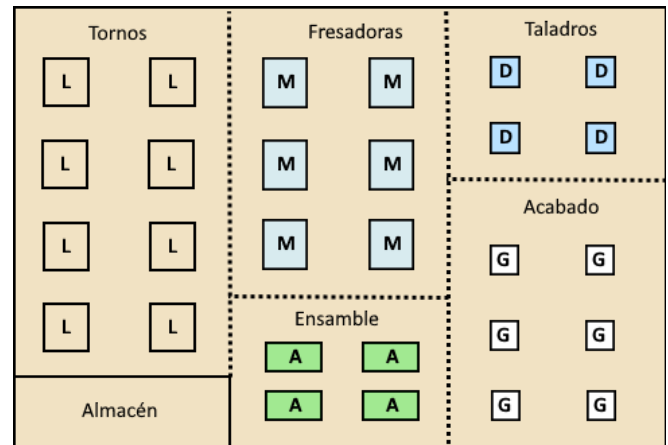 Tornos
L L
L L
L L
L L
Almacén
Fresadoras
M M
M M
M M
Ensamble
A A
A A
Taladros
D D
D D
Acabado
G G
G G
G G